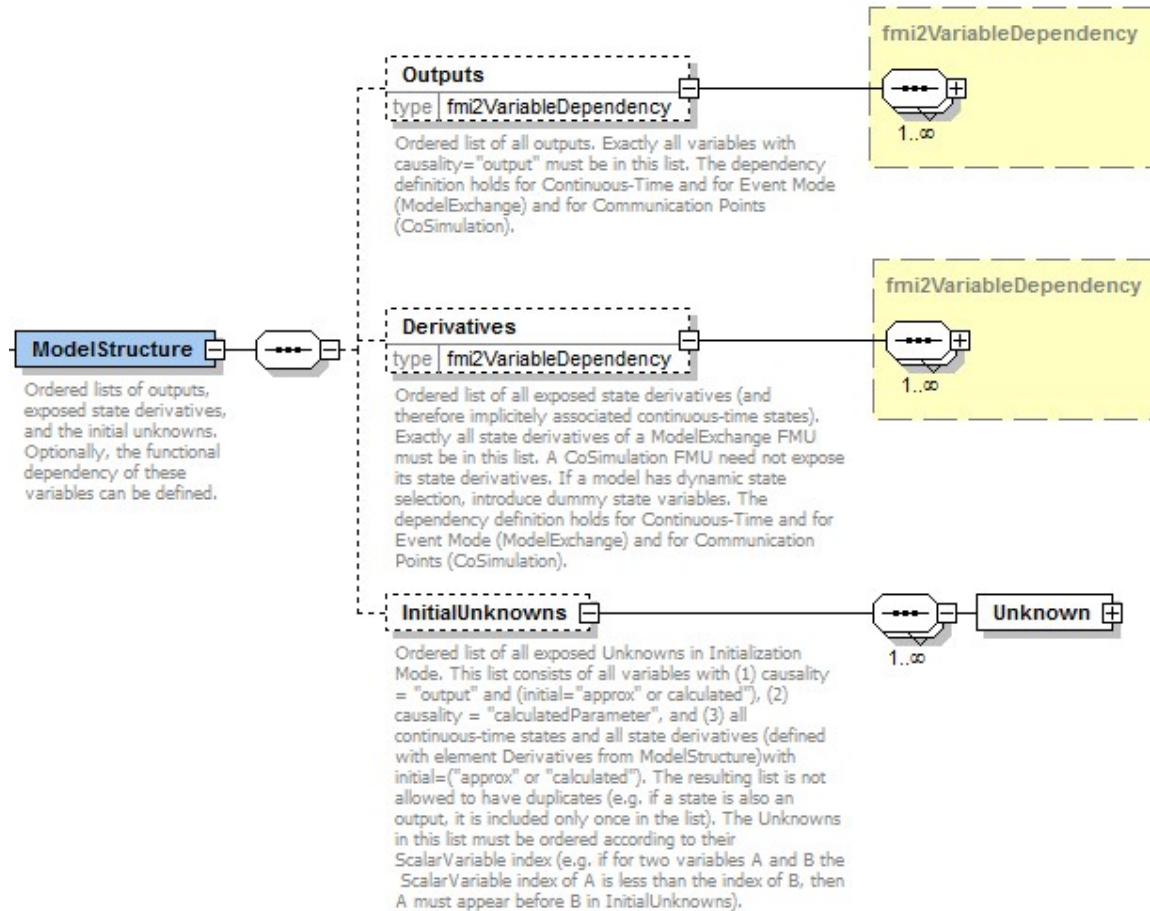 fmi2VariableDependency
Outputs
type fmi2VariableDependency
1..∞
Ordered list of all outputs. Exactly all variables with
causality="output" must be in this list. The dependency
definition holds for Continuous-Time and for Event Mode
(ModelExchange) and for Communication Points
(CoSimulation).
fmi2VariableDependency
Derivatives
type fmi2VariableDependency
1..∞
Ordered list of all exposed state derivatives (and
therefore implicitely associated continuous-time states).
Exactly all state derivatives of a ModelExchange FMU
must be in this list. A CoSimulation FMU need not expose
its state derivatives. If a model has dynamic state
selection, introduce dummy state variables. The
dependency definition holds for Continuous-Time and for
Event Mode (ModelExchange) and for Communication
Points (CoSimulation).
ModelStructure
Ordered lists of outputs,
exposed state derivatives,
and the initial unknowns.
Optionally, the functional
dependency of these
variables can be defined.
InitialUnknowns
Unknown
1..∞
Ordered list of all exposed Unknowns in Initialization
Mode. This list consists of all variables with (1) causality
= "output" and (initial="approx" or calculated"), (2)
causality = "calculatedParameter", and (3) all
continuous-time states and all state derivatives (defined
with element Derivatives from ModelStructure)with
initial=("approx" or "calculated"). The resulting list is not
allowed to have duplicates (e.g. if a state is also an
output, it is included only once in the list). The Unknowns
in this list must be ordered according to their
ScalarVariable index (e.g. if for two variables A and B the
ScalarVariable index of A is less than the index of B, then
A must appear before B in InitialUnknowns).